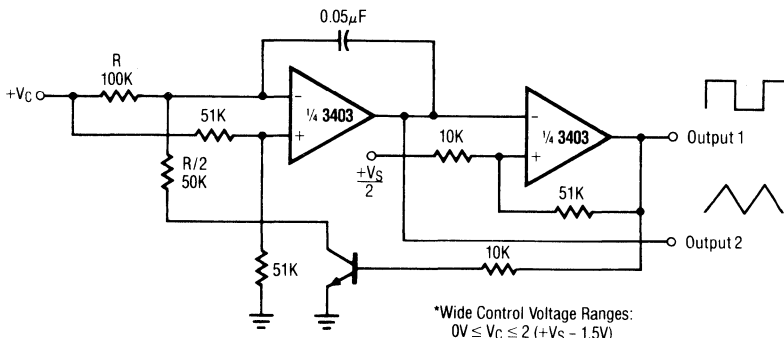 0.05µF
R
100K
+VC
51K
R/2
50K
51K
−
+
¼ 3403
10K
+VS
2
−
+
¼ 3403
51K
10K
Output 1
Output 2
*Wide Control Voltage Ranges:
0V ≤ VC ≤ 2 (+VS − 1.5V)